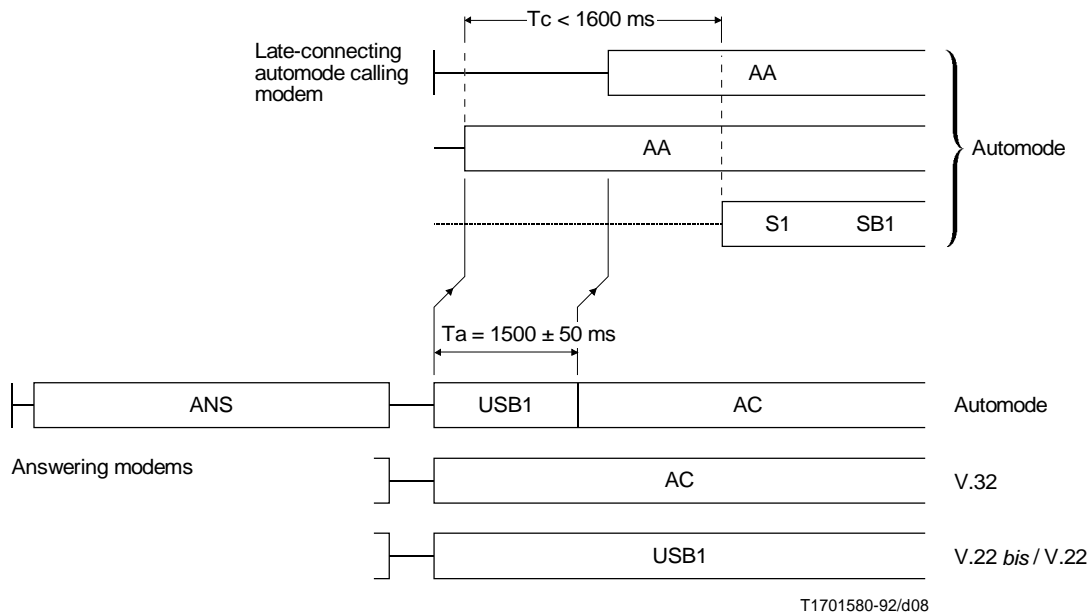 Tc < 1600 ms
Late-connecting
automode calling
modem
AA
AA
Automode
S1 SB1
Ta = 1500 ± 50 ms
ANS USB1 AC Automode
Answering modems
AC V.32
USB1 V.22 bis / V.22
T1701580-92/d08